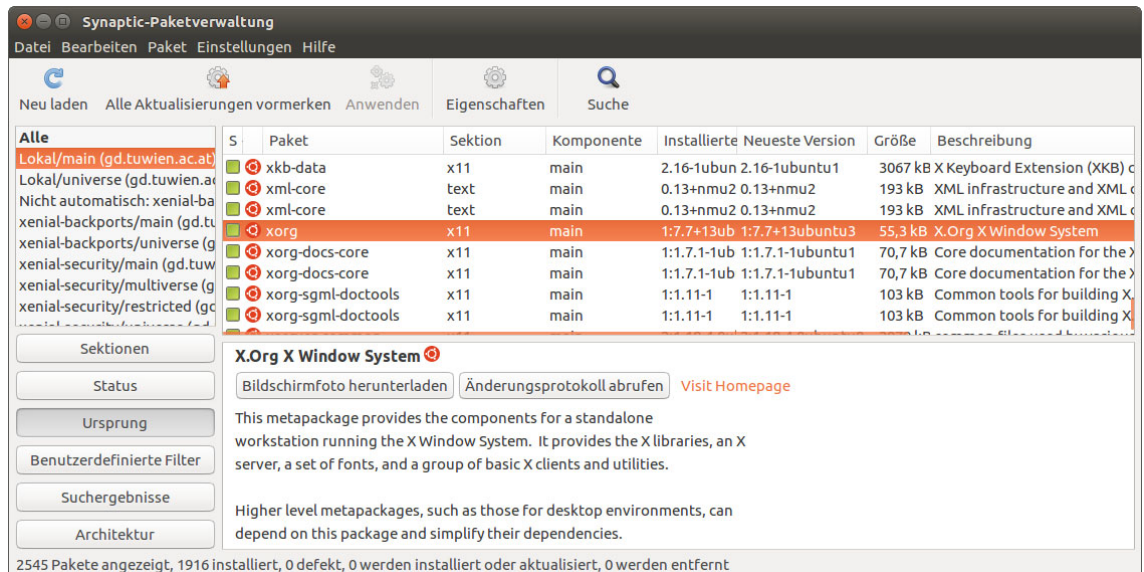 Synaptic-Paketverwaltung
Datei Bearbeiten Paket Einstellungen Hilfe
Neu laden Alle Aktualisierungen vormerken Anwenden Eigenschaften Suche
Alle
Lokal/main (gd.tuwien.ac.at)
Lokal/universe (gd.tuwien.a
Nicht automatisch: xenial-ba
xenial-backports/main (gd.tu
xenial-backports/universe (g
xenial-security/main (gd.tuw
xenial-security/multiverse (g
xenial-security/restricted (gd
Sektionen
Status
Ursprung
Benutzerdefinierte Filter
Suchergebnisse
Architektur
S Paket Sektion Komponente Installierte Neueste Version Größe Beschreibung
xkb-data x11 main 2.16-1ubun 2.16-1ubuntu1 3067 kB X Keyboard Extension (XKB) c
xml-core text main 0.13+nmu2 0.13+nmu2 193 kB XML infrastructure and XML c
xml-core text main 0.13+nmu2 0.13+nmu2 193 kB XML infrastructure and XML c
xorg x11 main 1:7.7+13ub 1:7.7+13ubuntu3 55,3 kB X.Org X Window System
xorg-docs-core x11 main 1:1.7.1-1ub 1:1.7.1-1ubuntu1 70,7 kB Core documentation for the X
xorg-docs-core x11 main 1:1.7.1-1ub 1:1.7.1-1ubuntu1 70,7 kB Core documentation for the X
xorg-sgml-doctools x11 main 1:1.11-1 1:1.11-1 103 kB Common tools for building X
xorg-sgml-doctools x11 main 1:1.11-1 1:1.11-1 103 kB Common tools for building X
X.Org X Window System
Bildschirmfoto herunterladen Änderungsprotokoll abrufen Visit Homepage
This metapackage provides the components for a standalone
workstation running the X Window System. It provides the X libraries, an X
server, a set of fonts, and a group of basic X clients and utilities.
Higher level metapackages, such as those for desktop environments, can
depend on this package and simplify their dependencies.
2545 Pakete angezeigt, 1916 installiert, 0 defekt, 0 werden installiert oder aktualisiert, 0 werden entfernt